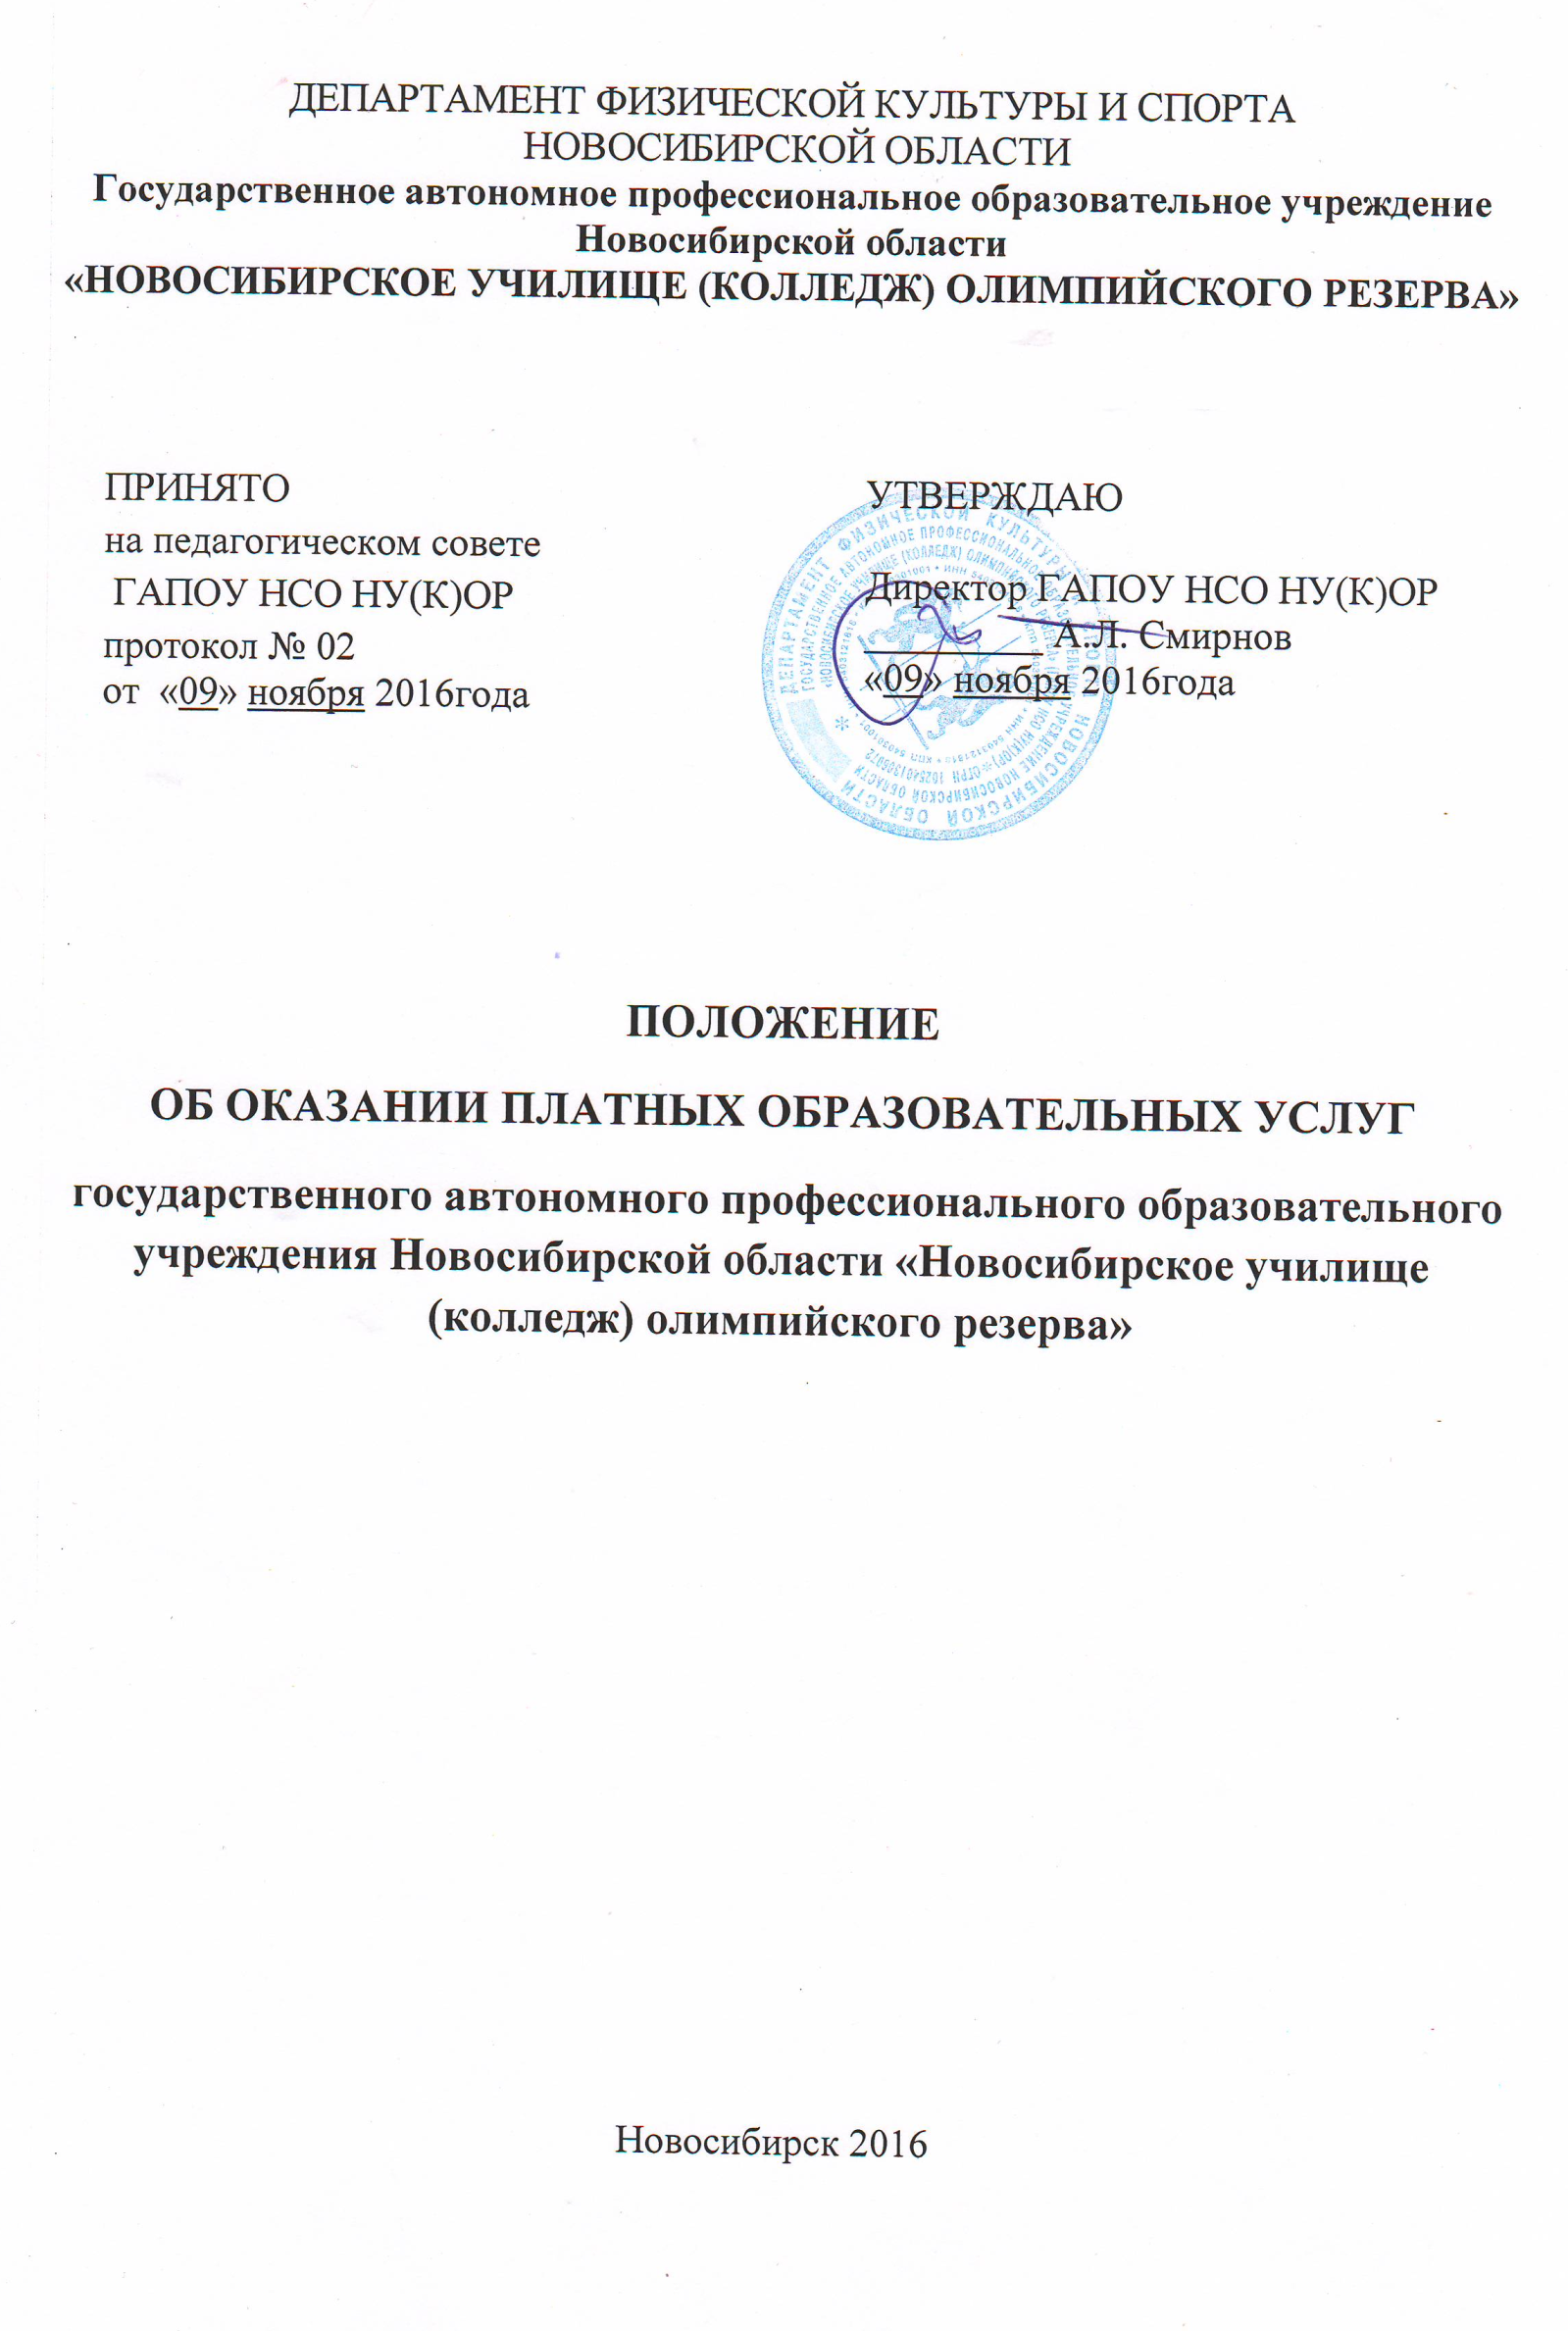 ДЕПАРТАМЕНТ ФИЗИЧЕСКОЙ КУЛЬТУРЫ И СПОРТА
НОВОСИБИРСКОЙ ОБЛАСТИ
Государственное автономное профессиональное образовательное учреждение
Новосибирской области
«НОВОСИБИРСКОЕ УЧИЛИЩЕ (КОЛЛЕДЖ) ОЛИМПИЙСКОГО РЕЗЕРВА»
ПРИНЯТО
на педагогическом совете
ГАПОУ НСО НУ(К)ОР
протокол № 02
от «09» ноября 2016года
УТВЕРЖДАЮ
Директор ГАПОУ НСО НУ(К)ОР
_________ А.Л. Смирнов
«09» ноября 2016года
ПОЛОЖЕНИЕ
ОБ ОКАЗАНИИ ПЛАТНЫХ ОБРАЗОВАТЕЛЬНЫХ УСЛУГ
государственного автономного профессионального образовательного
учреждения Новосибирской области «Новосибирское училище
(колледж) олимпийского резерва»
Новосибирск 2016